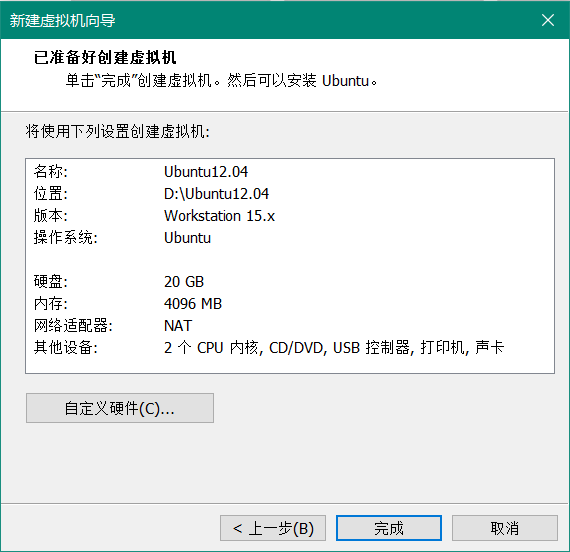 新建虚拟机向导
已准备好创建虚拟机
单击“完成”创建虚拟机。然后可以安装 Ubuntu。
将使用下列设置创建虚拟机:
名称: Ubuntu12.04
位置: D:\Ubuntu12.04
版本: Workstation 15.x
操作系统: Ubuntu
硬盘: 20 GB
内存: 4096 MB
网络适配器: NAT
其他设备: 2 个 CPU 内核, CD/DVD, USB 控制器, 打印机, 声卡
自定义硬件(C)...
< 上一步(B) 完成 取消